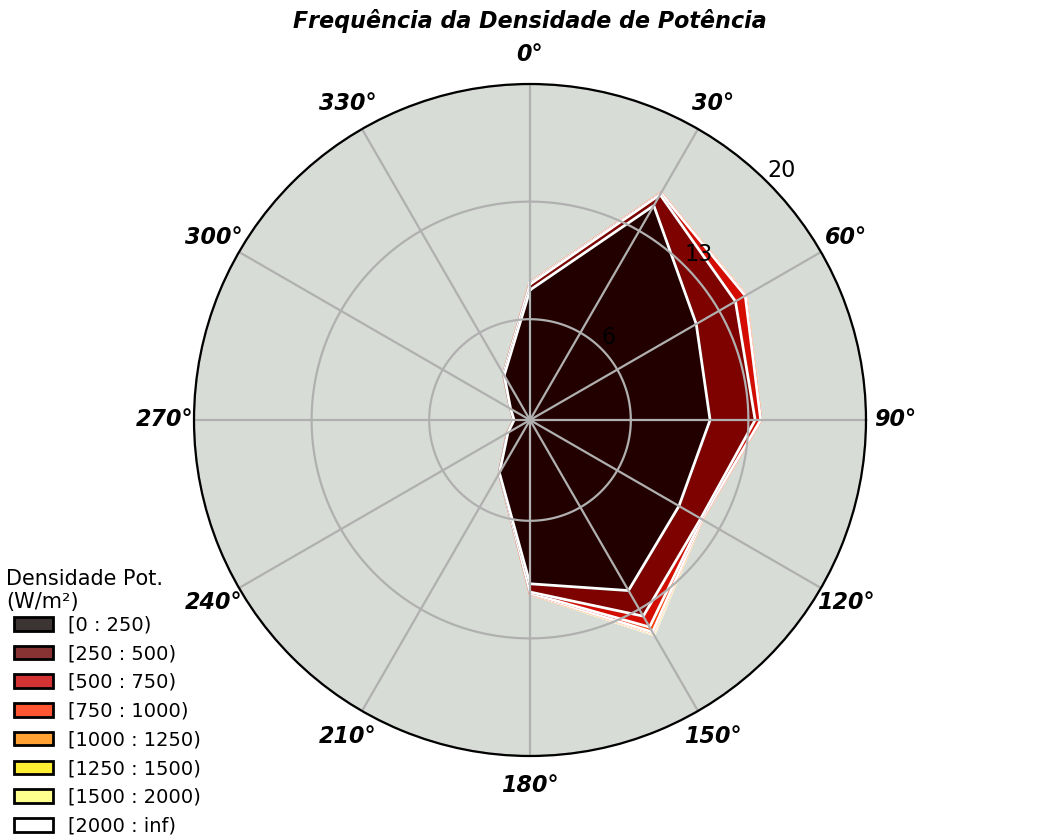 Frequência da Densidade de Potência
0°
330°
30°
20
300°
60°
13
6
270°
90°
240°
120°
210°
150°
180°
Densidade Pot.
(W/m²)
[0 : 250)
[250 : 500)
[500 : 750)
[750 : 1000)
[1000 : 1250)
[1250 : 1500)
[1500 : 2000)
[2000 : inf)